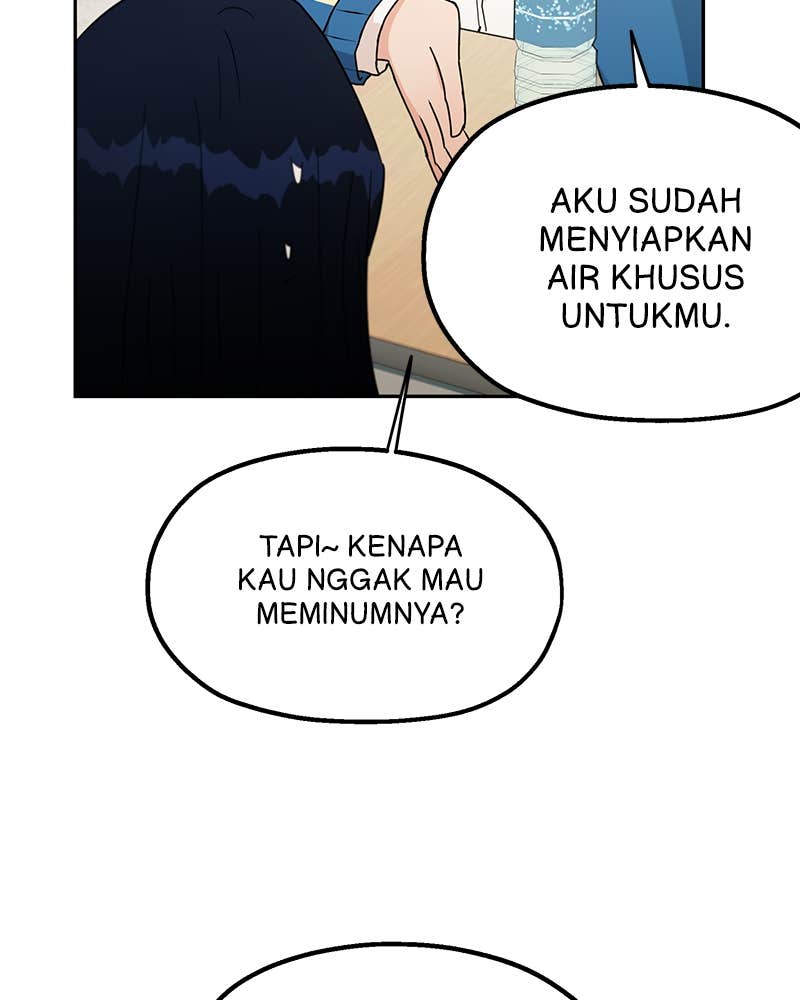 AKU SUDAH
MENYIAPKAN
AIR KHUSUS
UNTUKMU.
TAPI~ KENAPA
KAU NGGAK MAU
MEMINUMNYA?